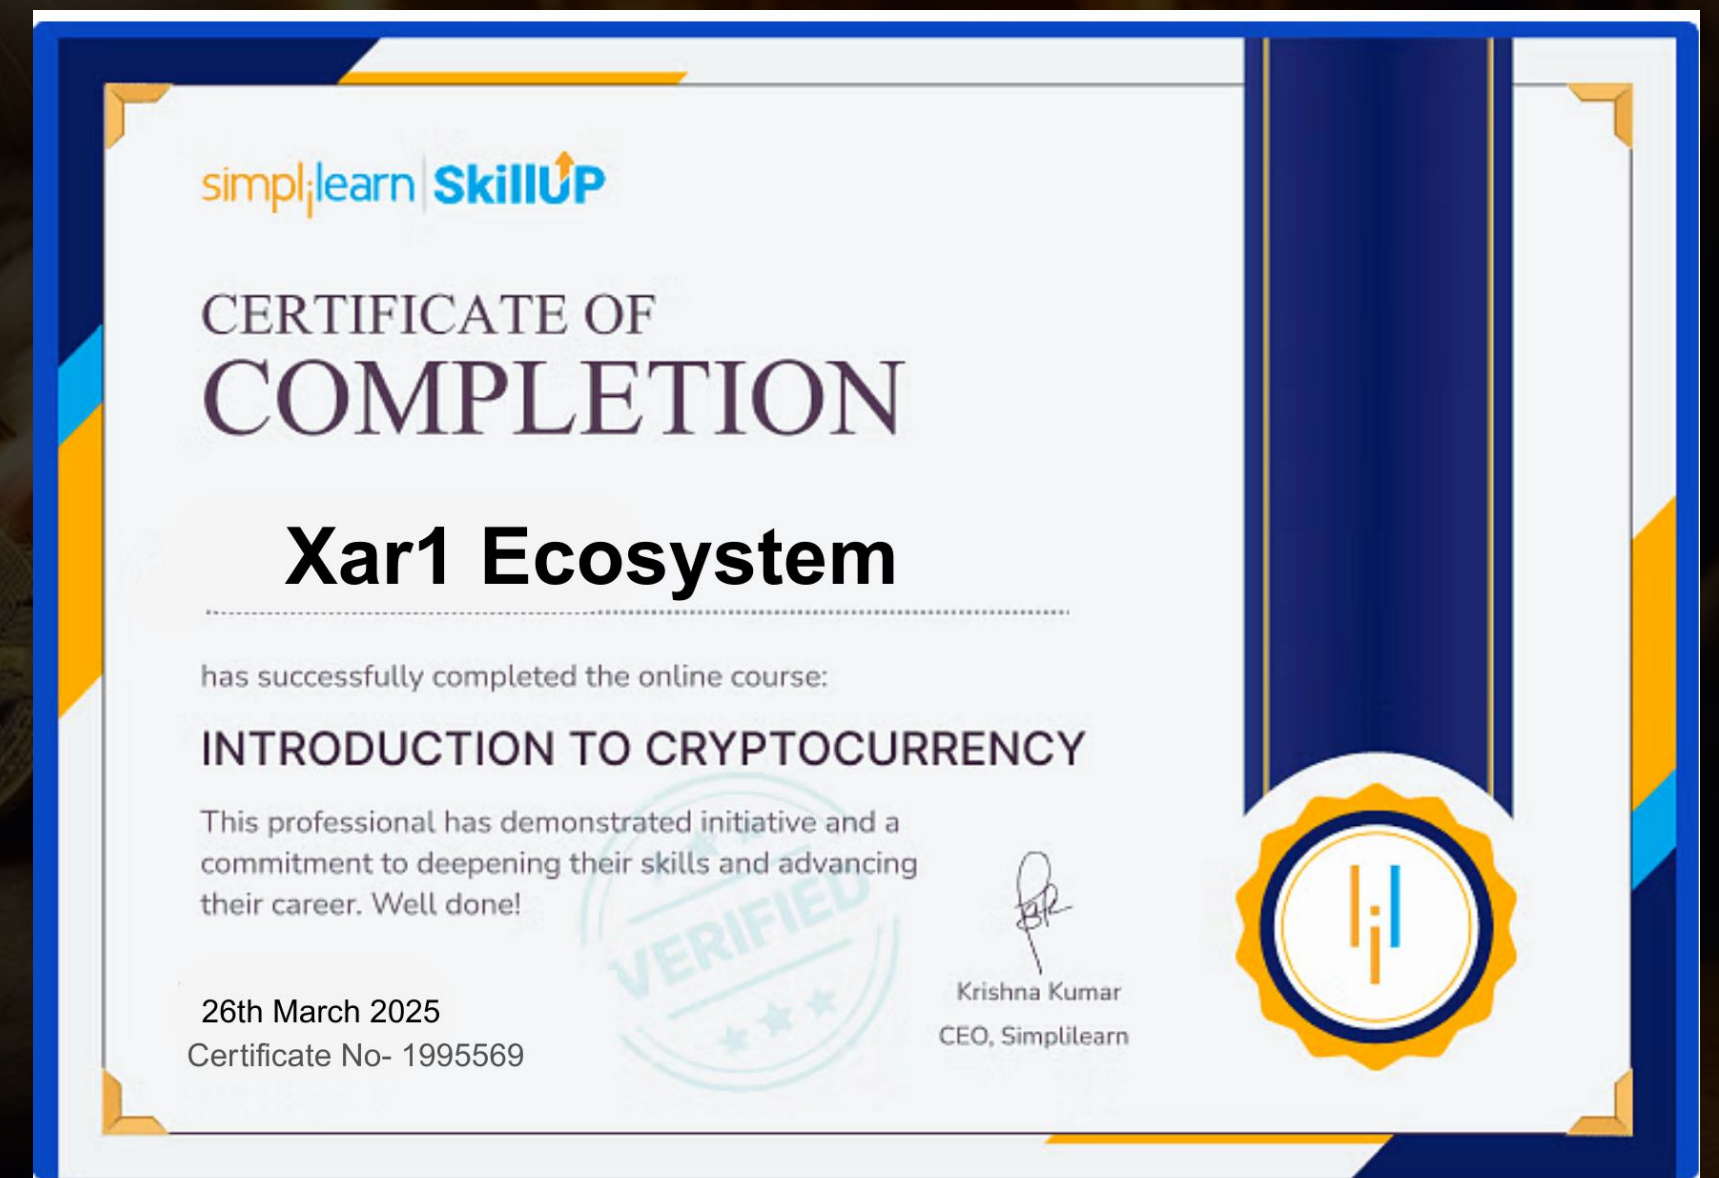 simplilearn | SkillUP
CERTIFICATE OF
COMPLETION
Xar1 Ecosystem
has successfully completed the online course:
INTRODUCTION TO CRYPTOCURRENCY
This professional has demonstrated initiative and a
commitment to deepening their skills and advancing
their career. Well done!
VERIFIED
26th March 2025
Certificate No- 1995569
Krishna Kumar
CEO, Simplilearn